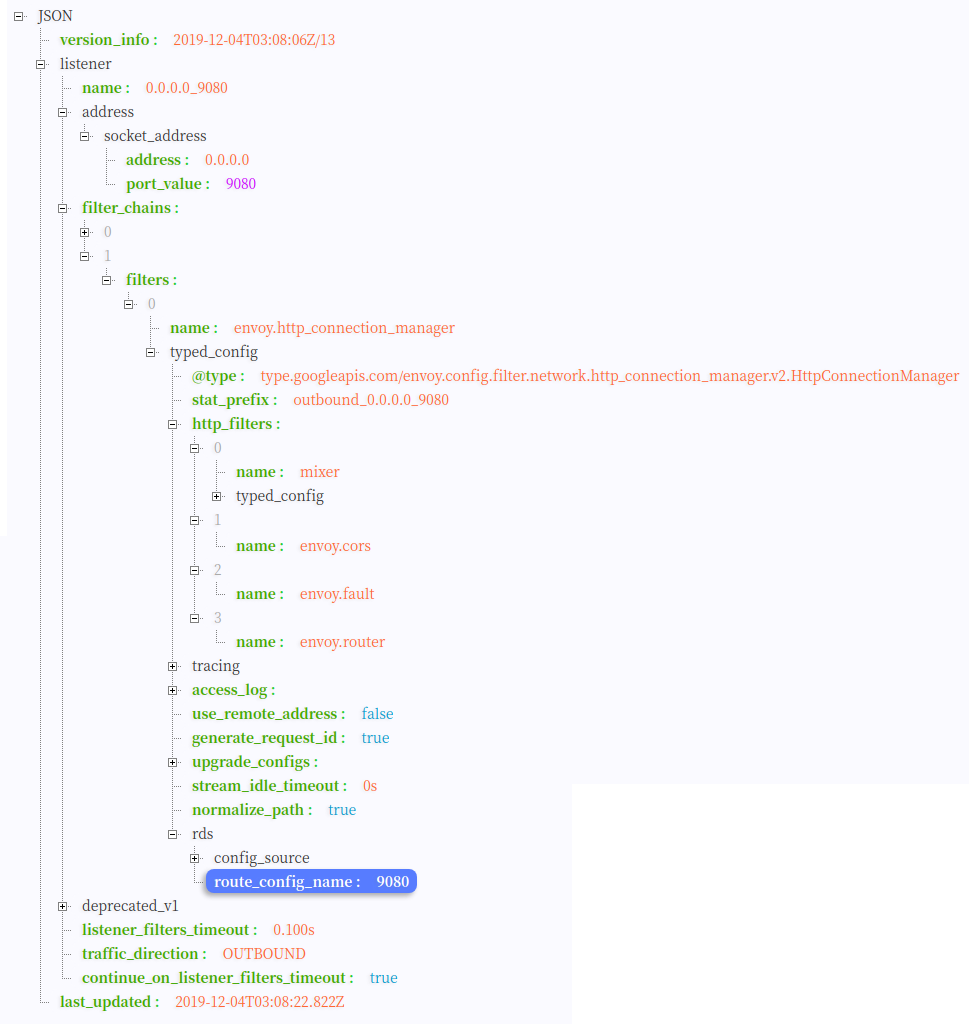 JSON
version_info : 2019-12-04T03:08:06Z/13
listener
name : 0.0.0.0_9080
address
socket_address
address : 0.0.0.0
port_value : 9080
filter_chains :
0
1
filters :
0
name : envoy.http_connection_manager
typed_config
@type : type.googleapis.com/envoy.config.filter.network.http_connection_manager.v2.HttpConnectionManager
stat_prefix : outbound_0.0.0.0_9080
http_filters :
0
name : mixer
typed_config
1
name : envoy.cors
2
name : envoy.fault
3
name : envoy.router
tracing
access_log :
use_remote_address : false
generate_request_id : true
upgrade_configs :
stream_idle_timeout : 0s
normalize_path : true
rds
config_source
route_config_name : 9080
deprecated_v1
listener_filters_timeout : 0.100s
traffic_direction : OUTBOUND
continue_on_listener_filters_timeout : true
last_updated : 2019-12-04T03:08:22.822Z